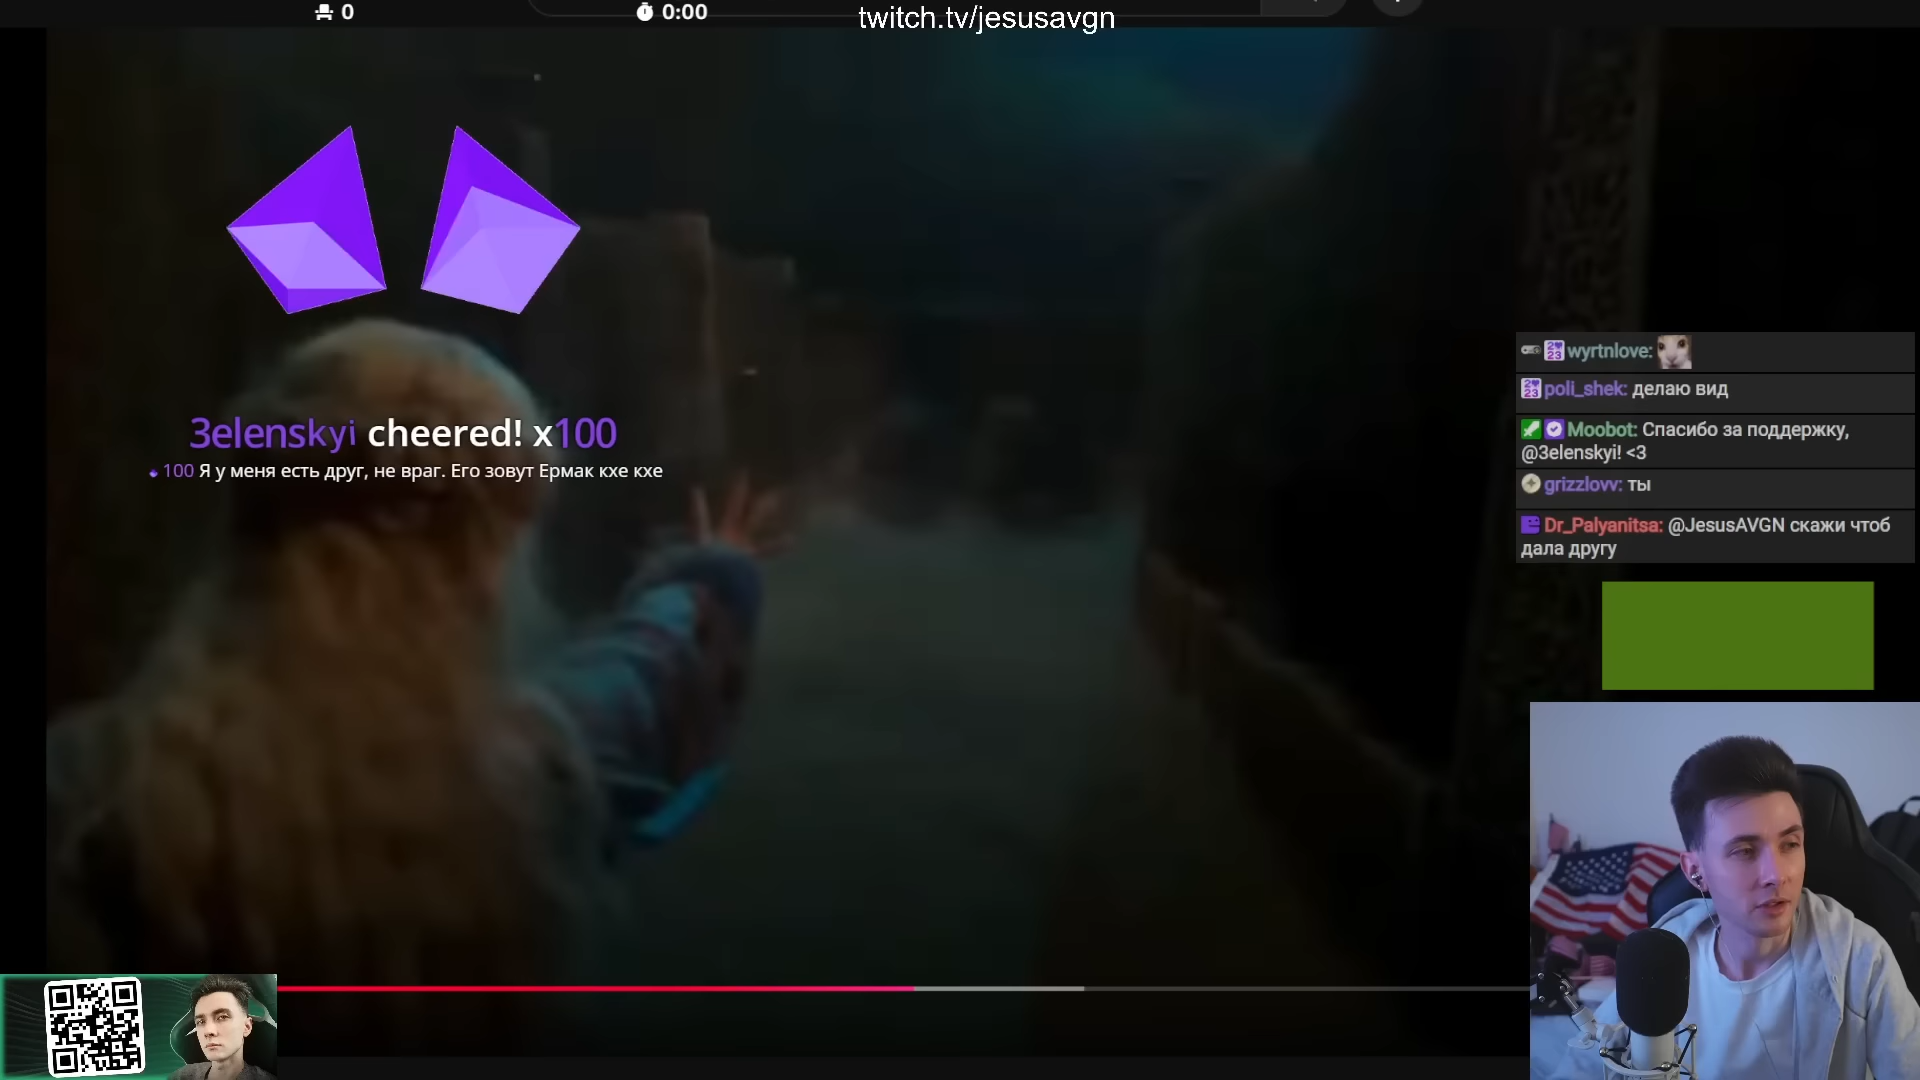 0
0:00
twitch.tv/jesusavgn
3elenskyi cheered! x100
100 Я у меня есть друг, не враг. Его зовут Ермак кхе кхе
wyrtnlove:
poli_shek: делаю вид
Moobot: Спасибо за поддержку,
@3elenskyi! <3
grizzlovv: ты
Dr_Palyanitsa: @JesusAVGN скажи чтоб
дала другу